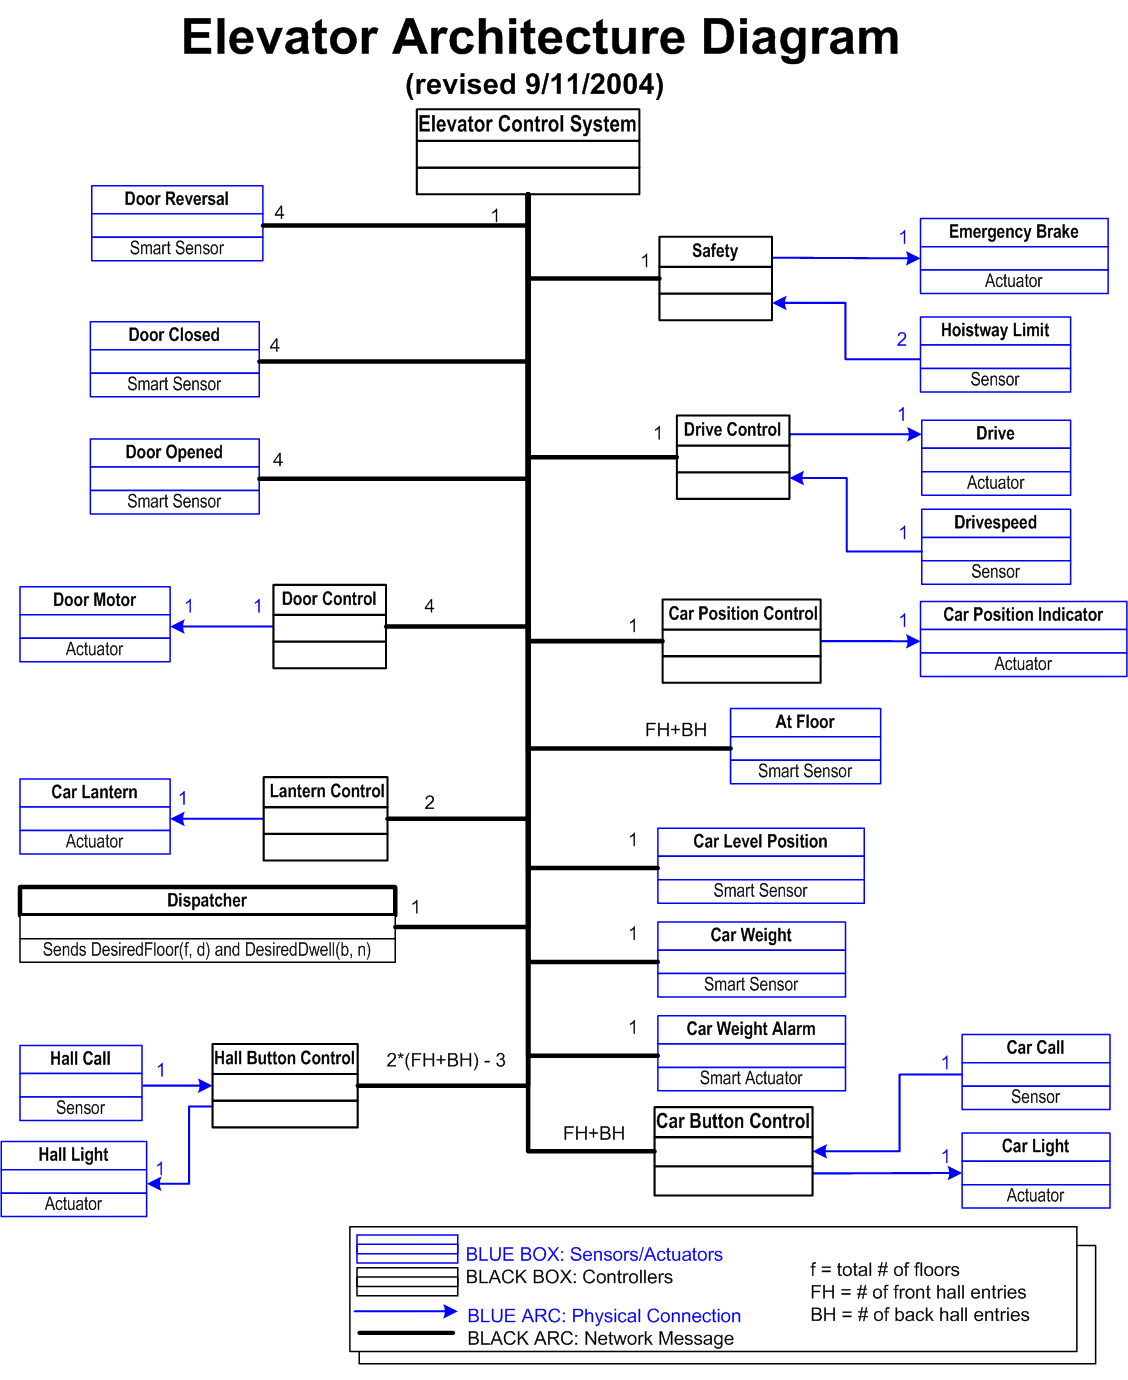 Elevator Architecture Diagram
(revised 9/11/2004)
Elevator Control System
Door Reversal
Smart Sensor
4
1
Safety
1
Emergency Brake
Actuator
1
Hoistway Limit
Sensor
2
Door Closed
Smart Sensor
4
Door Opened
Smart Sensor
4
Drive Control
1
Drive
Actuator
1
Drivespeed
Sensor
1
Door Motor
Actuator
1
1
Door Control
4
Car Position Control
1
Car Position Indicator
Actuator
1
At Floor
Smart Sensor
FH+BH
Car Lantern
Actuator
1
Lantern Control
2
Car Level Position
Smart Sensor
1
Dispatcher
Sends DesiredFloor(f, d) and DesiredDwell(b, n)
1
Car Weight
Smart Sensor
1
Car Weight Alarm
Smart Actuator
1
Hall Call
Sensor
1
Hall Button Control
2*(FH+BH) - 3
Hall Light
Actuator
1
Car Button Control
FH+BH
Car Call
Sensor
1
Car Light
Actuator
1
BLUE BOX: Sensors/Actuators
BLACK BOX: Controllers
BLUE ARC: Physical Connection
BLACK ARC: Network Message
f = total # of floors
FH = # of front hall entries
BH = # of back hall entries